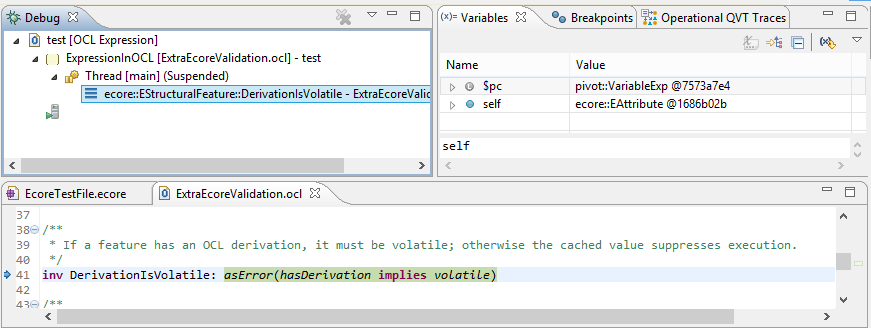 Debug
test [OCL Expression]
ExpressionInOCL [ExtraEcoreValidation.ocl] - test
Thread [main] (Suspended)
ecore::EStructuralFeature::DerivationIsVolatile - ExtraEcoreValid
(x)= Variables
Breakpoints
Operational QVT Traces
Name Value
$pc pivot::VariableExp @7573a7e4
self ecore::EAttribute @1686b02b
self
EcoreTestFile.ecore
ExtraEcoreValidation.ocl
37
38 /**
39 * If a feature has an OCL derivation, it must be volatile; otherwise the cached value suppresses execution.
40 */
41 inv DerivationIsVolatile: asError(hasDerivation implies volatile)
42
43 /**